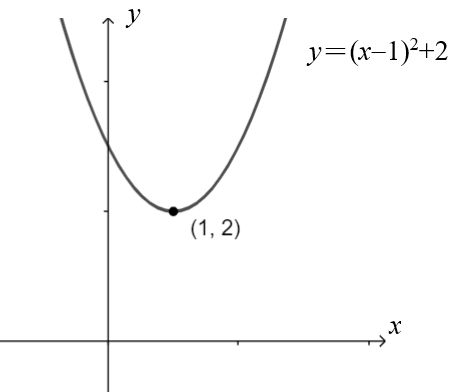 y
y=(x–1)²+2
(1, 2)
x